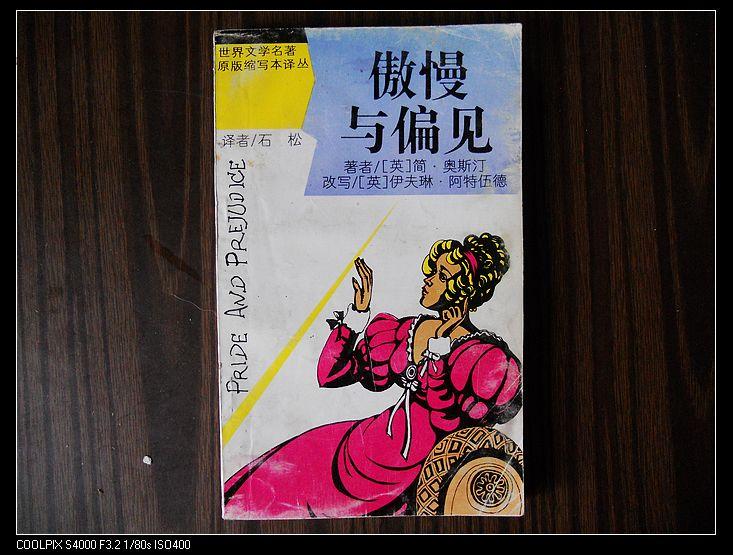 世界文学名著
原版缩写本译丛
傲慢
与偏见
译者/石 松
著者/[英]简·奥斯汀
改写/[英]伊夫琳·阿特伍德
PRIDE AND PREJUDICE
COOLPIX S4000 F3.2 1/80s ISO400